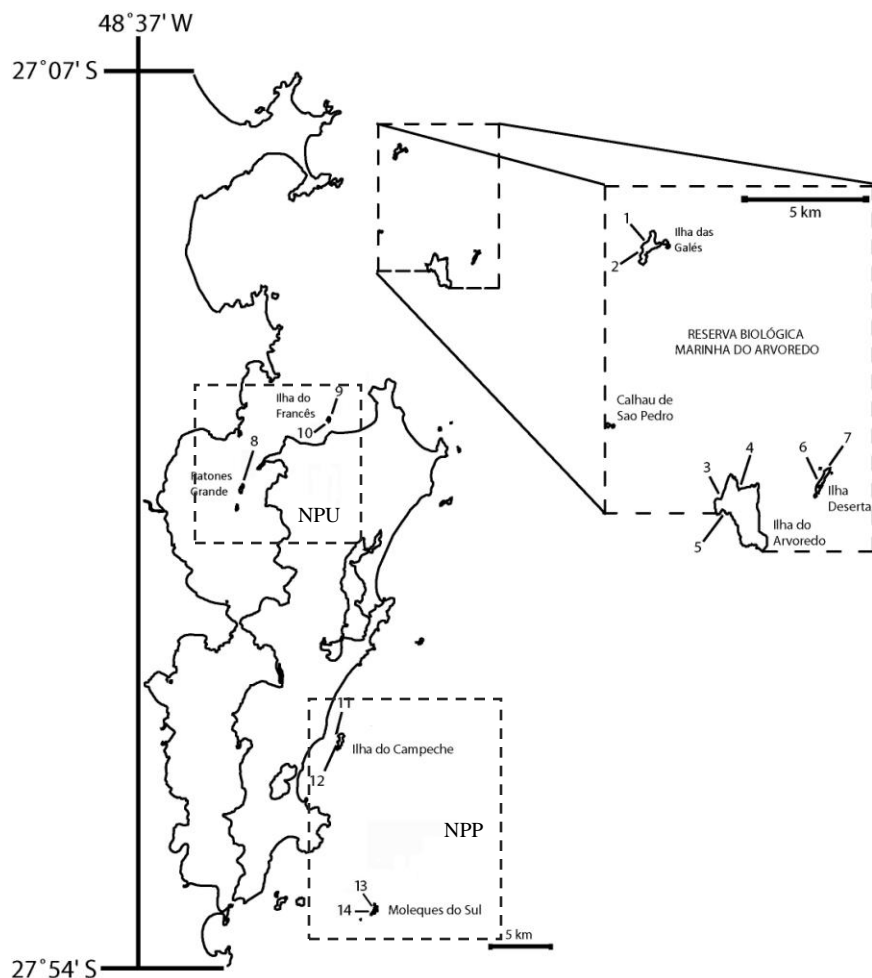 48°37' W
27°07' S
5 km
1
Ilha das
Galés
2
RESERVA BIOLÓGICA
MARINHA DO ARVOREDO
Calhau de
Sao Pedro
3
4
6
7
Ilha
Deserta
5
Ilha do
Arvoredo
9
Ilha do
Francês
10
8
Ratones
Grande
NPU
11
Ilha do Campeche
12
NPP
13
14
Moleques do Sul
5 km
27°54' S